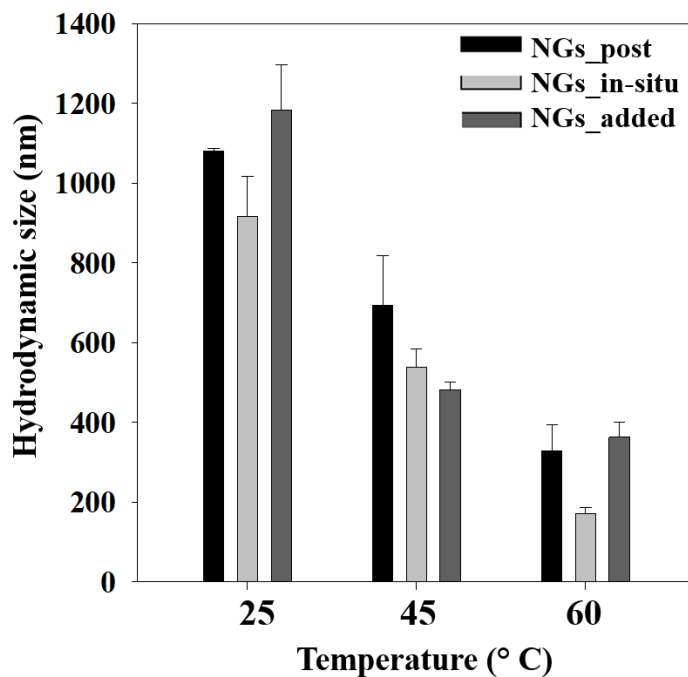 1400
1200
1000
800
600
400
200
0
Hydrodynamic size (nm)
NGs_post
NGs_in-situ
NGs_added
25
45
60
Temperature (° C)